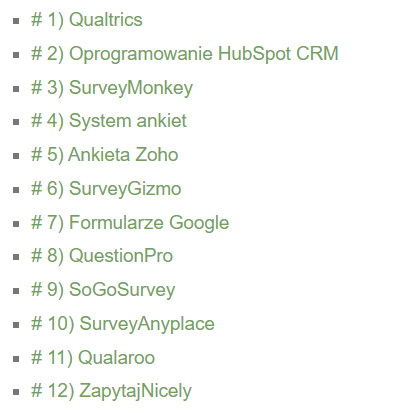 # 1) Qualtrics
# 2) Oprogramowanie HubSpot CRM
# 3) SurveyMonkey
# 4) System ankiet
# 5) Ankieta Zoho
# 6) SurveyGizmo
# 7) Formularze Google
# 8) QuestionPro
# 9) SoGoSurvey
# 10) SurveyAnyplace
# 11) Qualaroo
# 12) ZapytajNicely